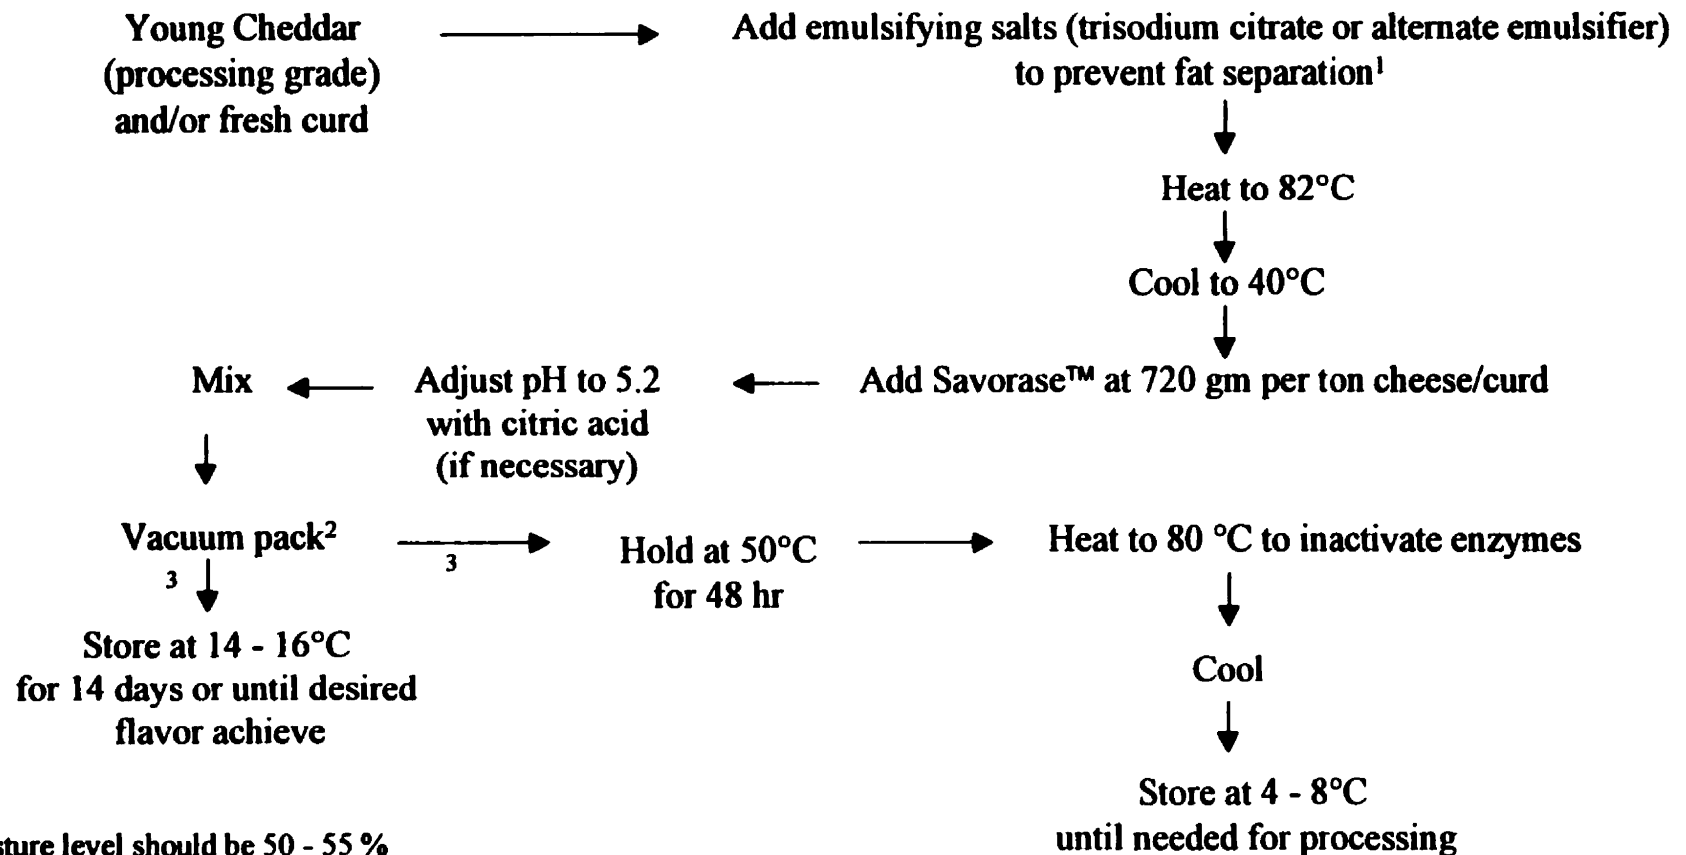 Young Cheddar
(processing grade)
and/or fresh curd
Add emulsifying salts (trisodium citrate or alternate emulsifier)
to prevent fat separation¹
Heat to 82°C
Cool to 40°C
Add Savorase™ at 720 gm per ton cheese/curd
Adjust pH to 5.2
with citric acid
(if necessary)
Mix
Vacuum pack²
3
3
Hold at 50°C
for 48 hr
Heat to 80 °C to inactivate enzymes
Store at 14 - 16°C
for 14 days or until desired
flavor achieve
Cool
Store at 4 - 8°C
until needed for processing
sture level should be 50 - 55 %